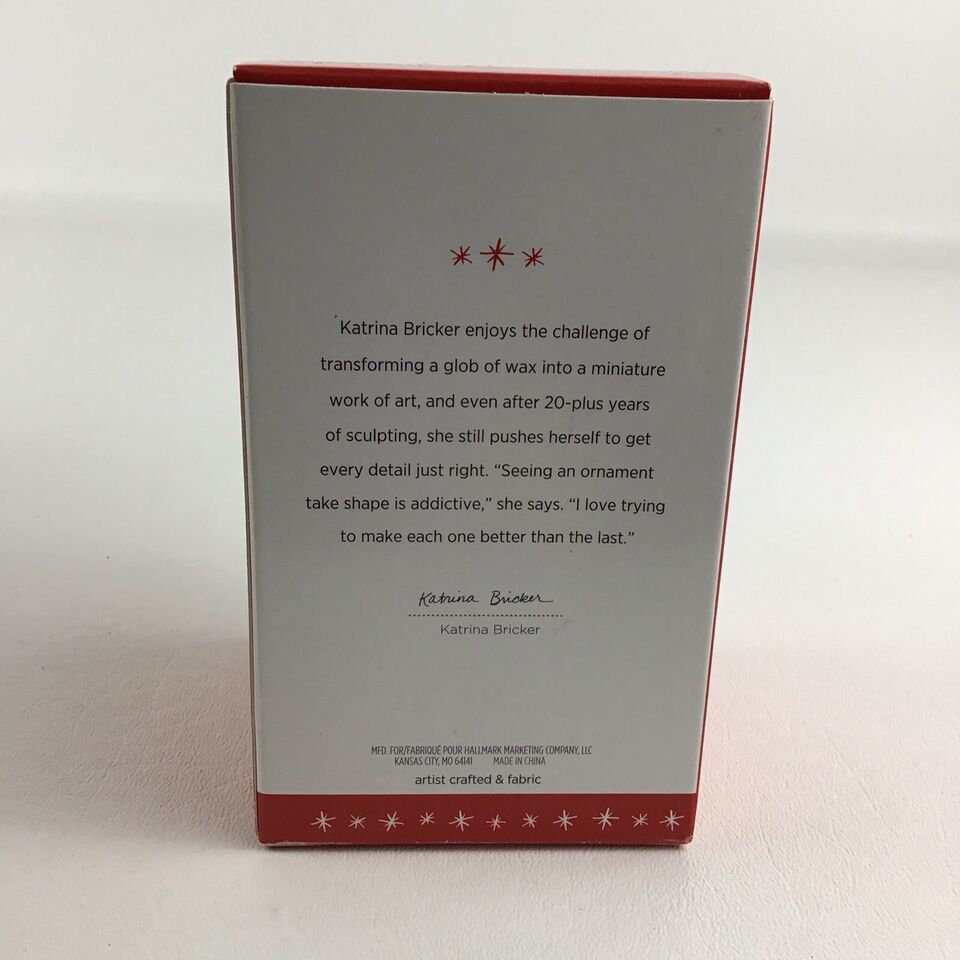 Katrina Bricker enjoys the challenge of
transforming a glob of wax into a miniature
work of art, and even after 20-plus years
of sculpting, she still pushes herself to get
every detail just right. “Seeing an ornament
take shape is addictive,” she says. “I love trying
to make each one better than the last.”
Katrina Bricker
Katrina Bricker
MFD. FOR/FABRIQUÉ POUR HALLMARK MARKETING COMPANY, LLC
KANSAS CITY, MO 64141 MADE IN CHINA
artist crafted & fabric